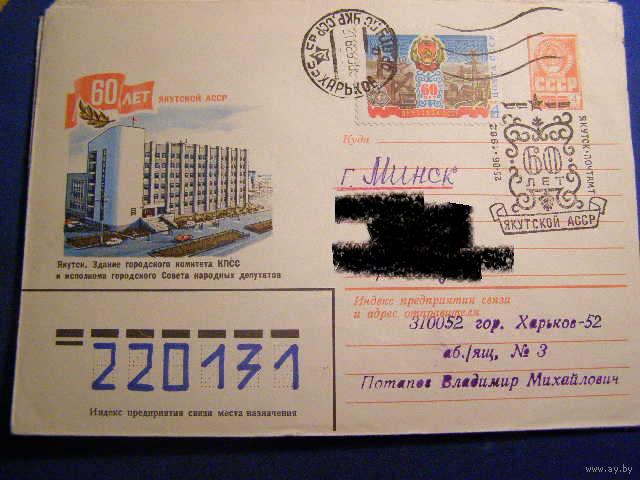 60 ЛЕТ
ЯКУТСКОЙ АССР
60
СССР
Куда
г. Минск
25-06-1982
ЯКУТСК-ПОЧТАМТ
60
ЛЕТ
ЯКУТСКОЙ АССР
Якутск. Здание городского комитета КПСС
и исполкома городского Совета народных депутатов
Индекс предприятия связи
и адрес отправителя
310052 гор. Харьков-52
аб./ящ. № 3
Потапов Владимир Михайлович
220131
Индекс предприятия связи места назначения
www.ay.by